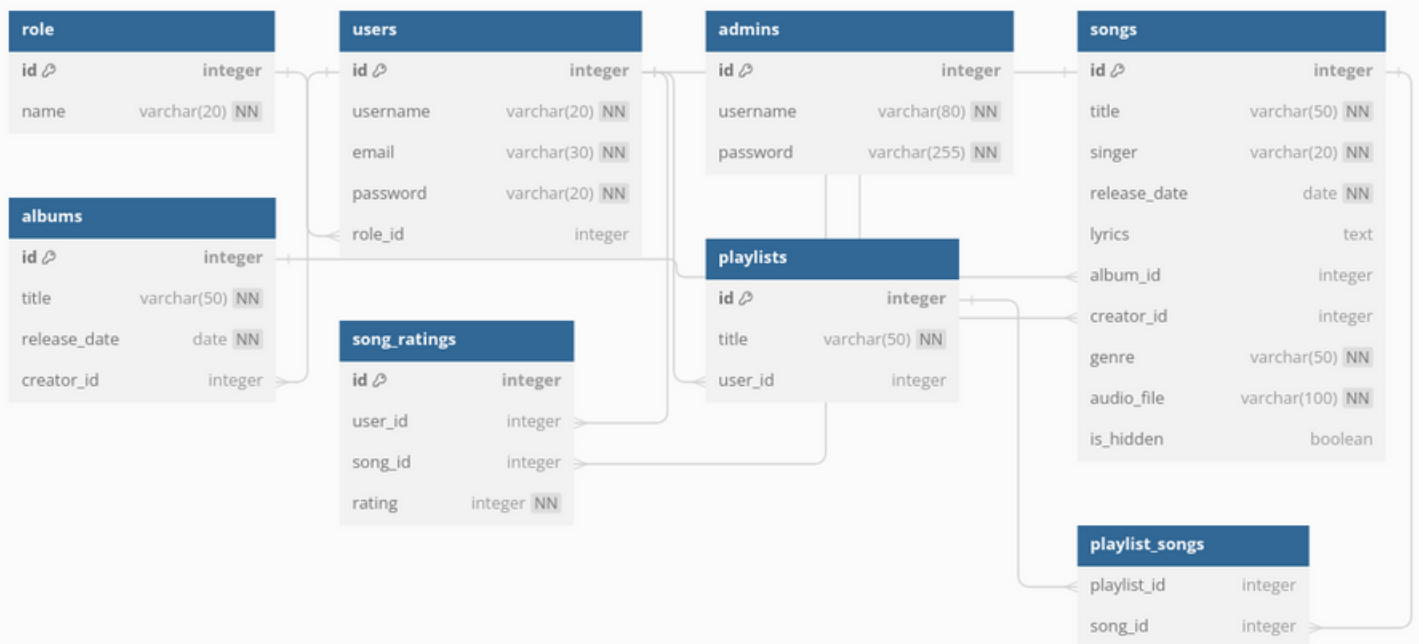 role
id integer
name varchar(20) NN
users
id integer
username varchar(20) NN
email varchar(30) NN
password varchar(20) NN
role_id integer
admins
id integer
username varchar(80) NN
password varchar(255) NN
songs
id integer
title varchar(50) NN
singer varchar(20) NN
release_date date NN
lyrics text
album_id integer
creator_id integer
genre varchar(50) NN
audio_file varchar(100) NN
is_hidden boolean
albums
id integer
title varchar(50) NN
release_date date NN
creator_id integer
song_ratings
id integer
user_id integer
song_id integer
rating integer NN
playlists
id integer
title varchar(50) NN
user_id integer
playlist_songs
playlist_id integer
song_id integer